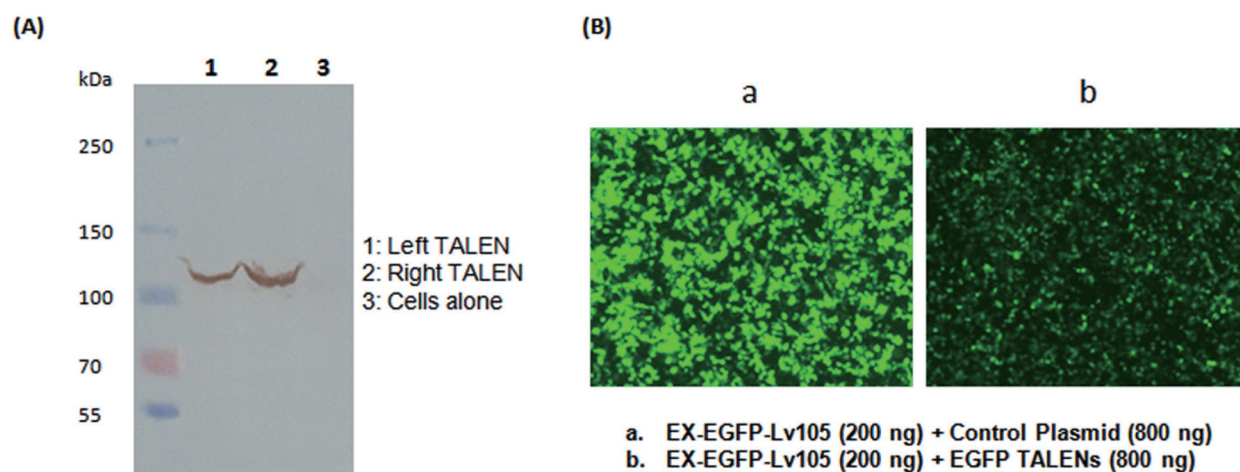 (A)
kDa
1 2 3
250
150
100
70
55
1: Left TALEN
2: Right TALEN
3: Cells alone
(B)
a b
a. EX-EGFP-Lv105 (200 ng) + Control Plasmid (800 ng)
b. EX-EGFP-Lv105 (200 ng) + EGFP TALENs (800 ng)